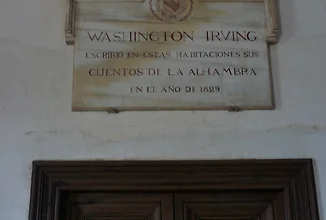 WASHINGTON IRVING
ESCRIBIO EN ESTAS HABITACIONES SUS
CUENTOS DE LA ALHAMBRA
EN EL AÑO DE 1829